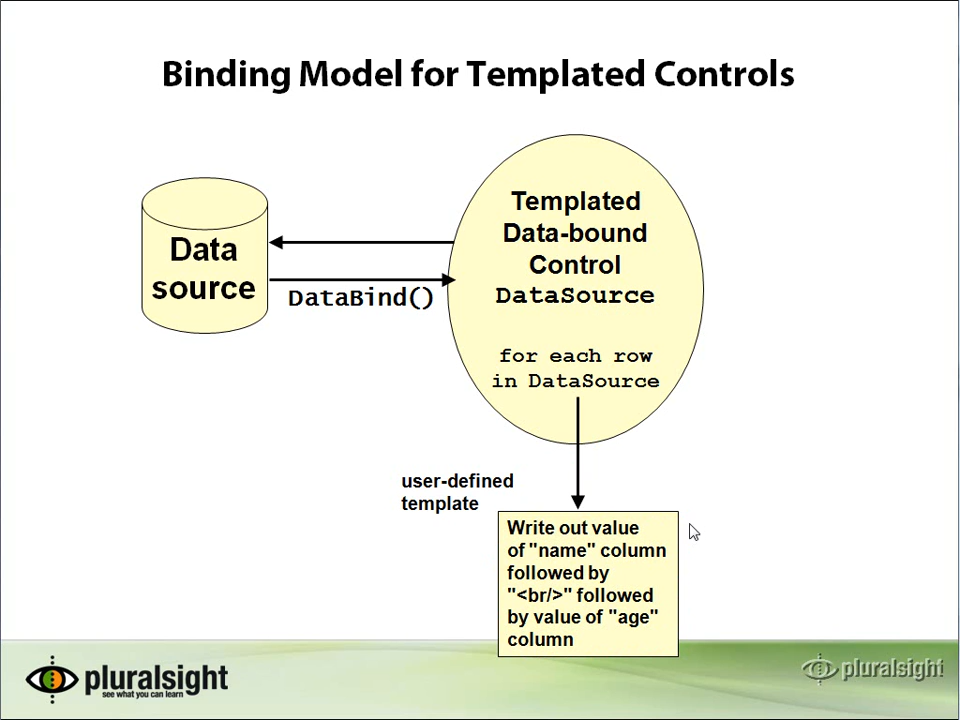 Binding Model for Templated Controls
Data
source
DataBind()
Templated
Data-bound
Control
DataSource
for each row
in DataSource
user-defined
template
Write out value
of "name" column
followed by
"<br/>" followed
by value of "age"
column
pluralsight
see what you can learn
pluralsight